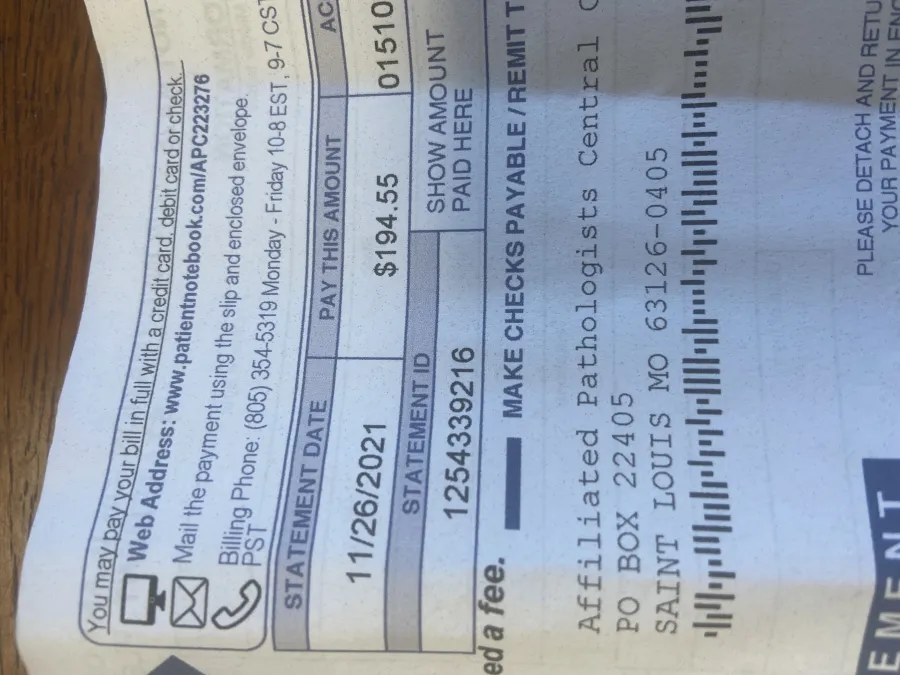 You may pay your bill in full with a credit card, debit card or check.
Web Address: www.patientnotebook.com/APC223276
Mail the payment using the slip and enclosed envelope.
Billing Phone: (805) 354-5319 Monday - Friday 10-8 EST, 9-7 CST
PST
STATEMENT DATE PAY THIS AMOUNT AC
11/26/2021 $194.55 01510
STATEMENT ID SHOW AMOUNT
PAID HERE
1254339216
ed a fee.
MAKE CHECKS PAYABLE / REMIT T
Affiliated Pathologists Central C
PO BOX 22405
SAINT LOUIS MO 63126-0405
PLEASE DETACH AND RETU
YOUR PAYMENT IN EN
EMENT